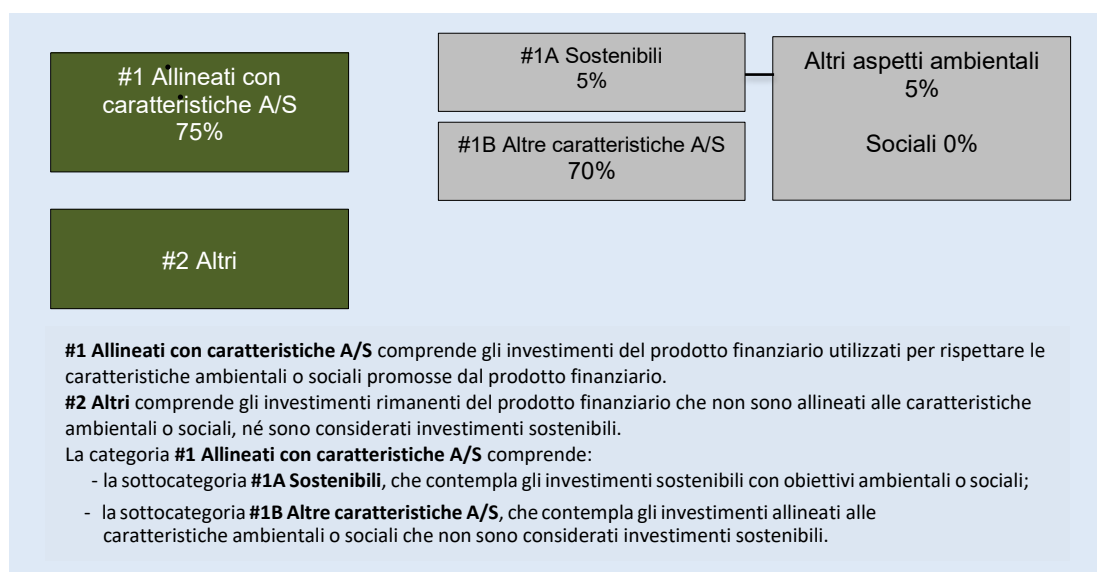 #1 Allineati con
caratteristiche A/S
75%
#1A Sostenibili
5%
#1B Altre caratteristiche A/S
70%
Altri aspetti ambientali
5%
Sociali 0%
#2 Altri
#1 Allineati con caratteristiche A/S comprende gli investimenti del prodotto finanziario utilizzati per rispettare le
caratteristiche ambientali o sociali promosse dal prodotto finanziario.
#2 Altri comprende gli investimenti rimanenti del prodotto finanziario che non sono allineati alle caratteristiche
ambientali o sociali, né sono considerati investimenti sostenibili.
La categoria #1 Allineati con caratteristiche A/S comprende:
- la sottocategoria #1A Sostenibili, che contempla gli investimenti sostenibili con obiettivi ambientali o sociali;
- la sottocategoria #1B Altre caratteristiche A/S, che contempla gli investimenti allineati alle
caratteristiche ambientali o sociali che non sono considerati investimenti sostenibili.